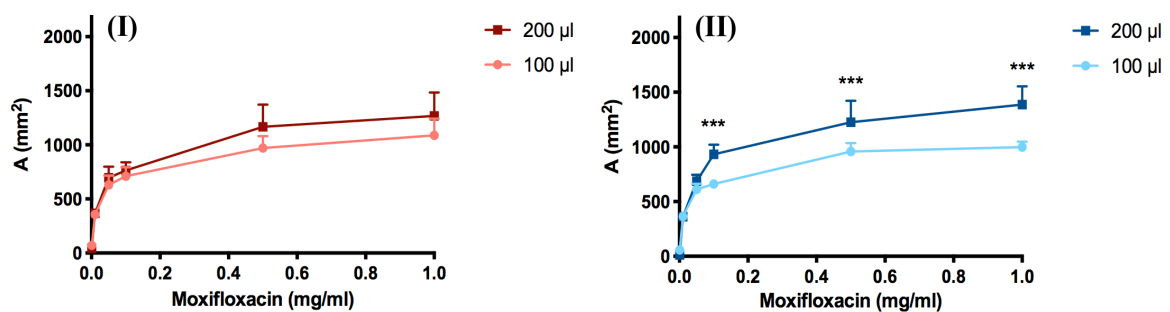 (I)
200 µl
100 µl
2000
1500
1000
500
0
A (mm²)
0.0 0.2 0.4 0.6 0.8 1.0
Moxifloxacin (mg/ml)
(II)
200 µl
100 µl
2000
1500
1000
500
0
A (mm²)
*** *** ***
0.0 0.2 0.4 0.6 0.8 1.0
Moxifloxacin (mg/ml)